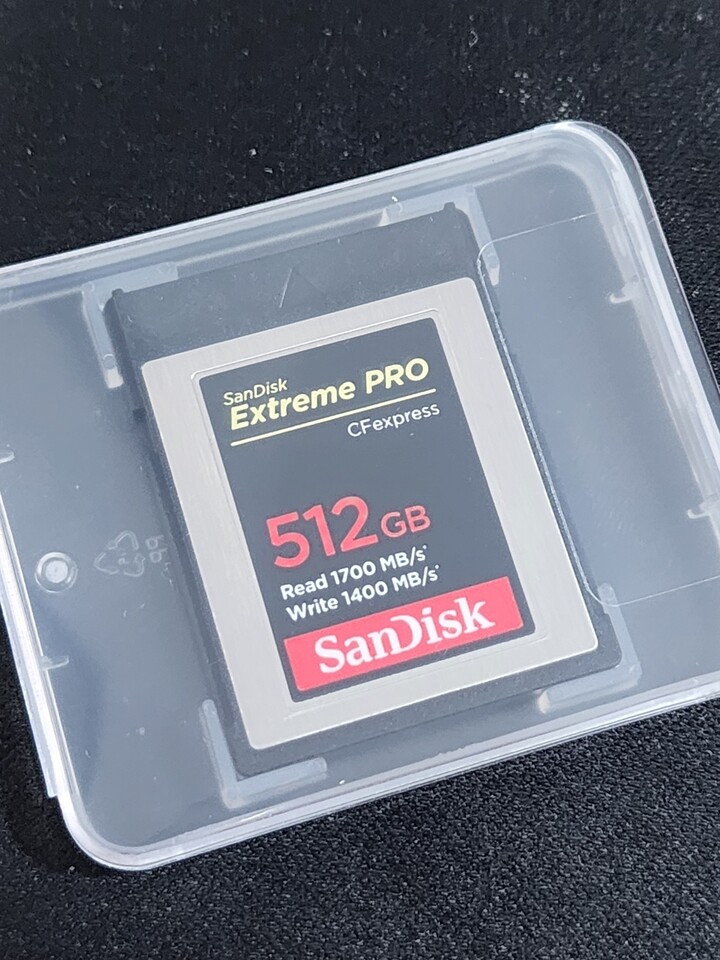 SanDisk
Extreme PRO
CFexpress
512GB
Read 1700 MB/s*
Write 1400 MB/s*
SanDisk